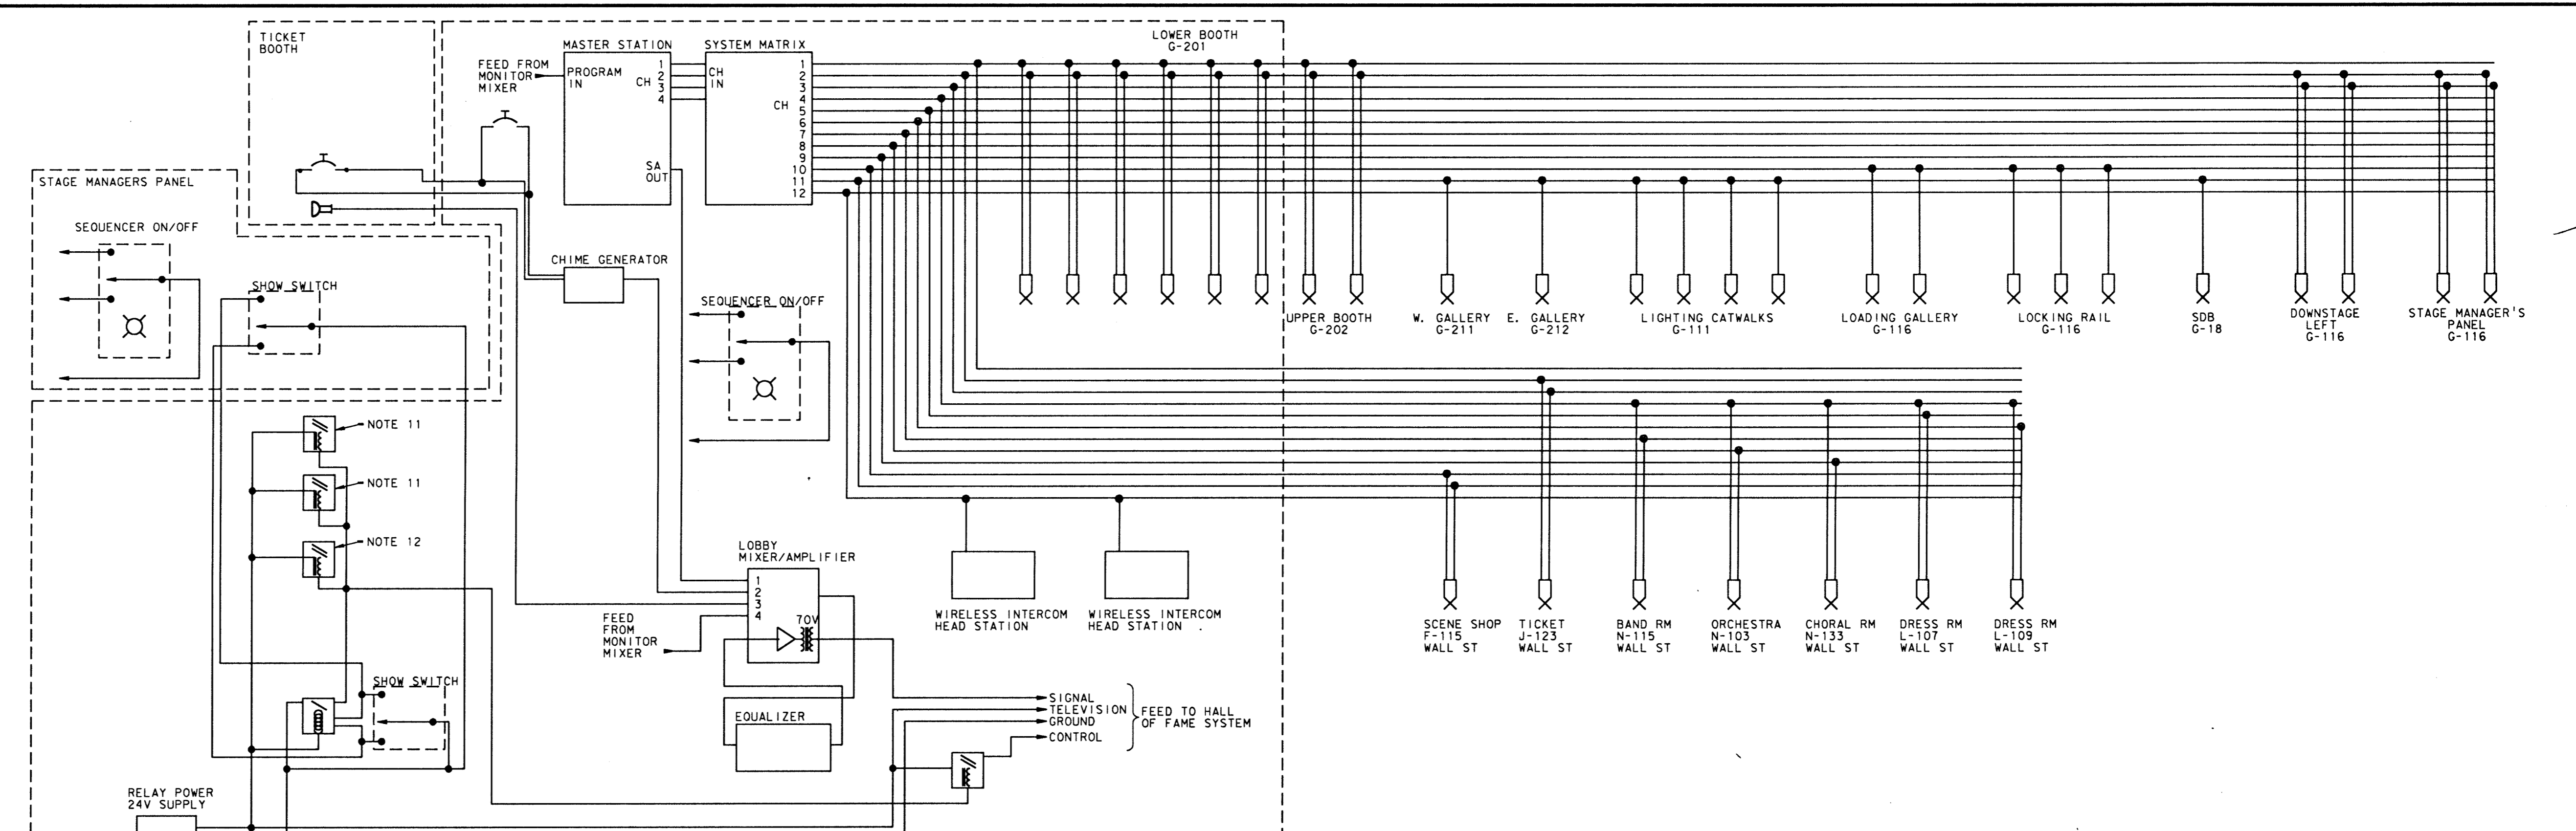 TICKET
BOOTH
MASTER STATION
SYSTEM MATRIX
LOWER BOOTH
G-201
FEED FROM
MONITOR
MIXER
PROGRAM
IN
CH
1
2
3
4
SA
OUT
CH
IN
CH
1
2
3
4
5
6
7
8
9
10
11
12
STAGE MANAGERS PANEL
SEQUENCER ON/OFF
SHOW SWITCH
CHIME GENERATOR
SEQUENCER ON/OFF
UPPER BOOTH
G-202
W. GALLERY
G-211
E. GALLERY
G-212
LIGHTING CATWALKS
G-111
LOADING GALLERY
G-116
LOCKING RAIL
G-116
SDB
G-18
DOWNSTAGE
LEFT
G-116
STAGE MANAGER'S
PANEL
G-116
NOTE 11
NOTE 11
NOTE 12
LOBBY
MIXER/AMPLIFIER
1
2
3
4
70V
FEED
FROM
MONITOR
MIXER
WIRELESS INTERCOM
HEAD STATION
WIRELESS INTERCOM
HEAD STATION
SCENE SHOP
F-115
WALL ST
TICKET
J-123
WALL ST
BAND RM
N-115
WALL ST
ORCHESTRA
N-103
WALL ST
CHORAL RM
N-133
WALL ST
DRESS RM
L-107
WALL ST
DRESS RM
L-109
WALL ST
SHOW SWITCH
EQUALIZER
SIGNAL
TELEVISION
GROUND
CONTROL
FEED TO HALL
OF FAME SYSTEM
RELAY POWER
24V SUPPLY